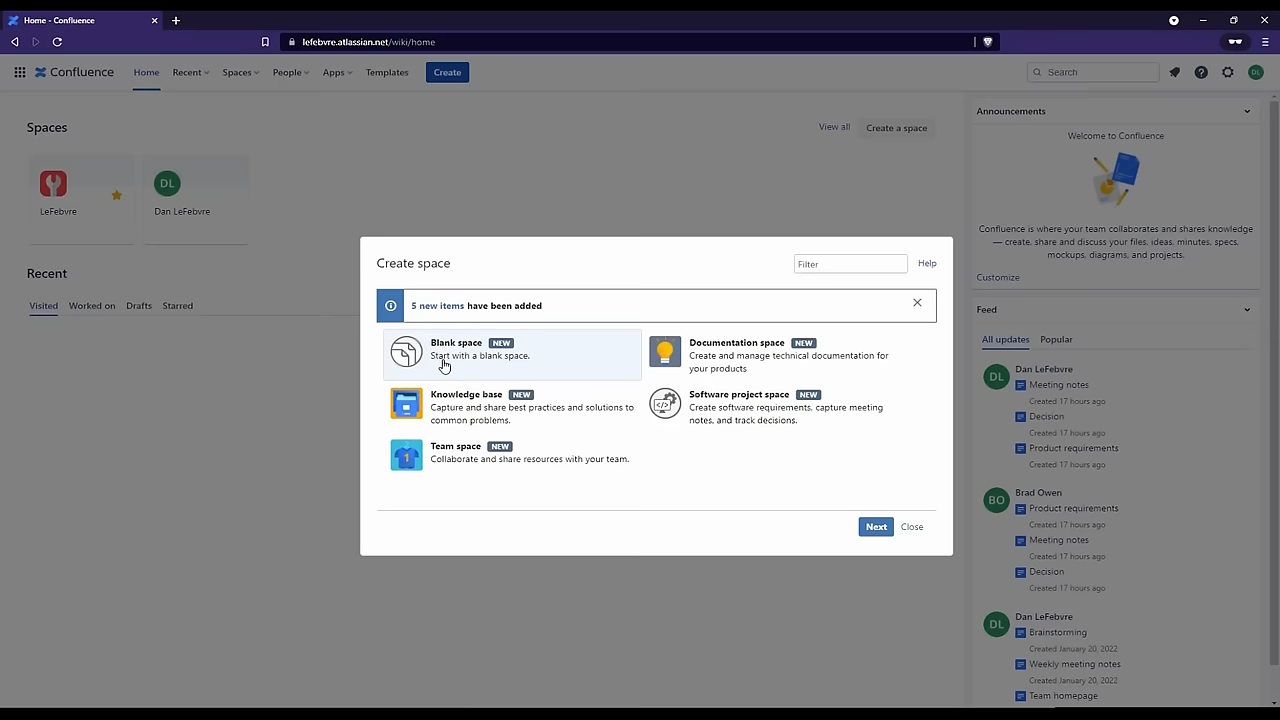 Home - Confluence
lefebvre.atlassian.net/wiki/home
Confluence
Home
Recent
Spaces
People
Apps
Templates
Create
Search
DL
Spaces
View all
Create a space
LeFebvre
DL
Dan LeFebvre
Recent
Visited
Worked on
Drafts
Starred
Create space
Filter
Help
5 new items have been added
Blank space NEW
Start with a blank space.
Documentation space NEW
Create and manage technical documentation for
your products
Knowledge base NEW
Capture and share best practices and solutions to
common problems.
Software project space NEW
Create software requirements, capture meeting
notes, and track decisions.
1
Team space NEW
Collaborate and share resources with your team.
Next
Close
Announcements
Welcome to Confluence
Confluence is where your team collaborates and shares knowledge
— create, share and discuss your files, ideas, minutes, specs,
mockups, diagrams, and projects.
Customize
Feed
All updates
Popular
DL
Dan LeFebvre
Meeting notes
Created 17 hours ago
Decision
Created 17 hours ago
Product requirements
Created 17 hours ago
BO
Brad Owen
Product requirements
Created 17 hours ago
Meeting notes
Created 17 hours ago
Decision
Created 17 hours ago
DL
Dan LeFebvre
Brainstorming
Created January 20, 2022
Weekly meeting notes
Created January 20, 2022
Team homepage